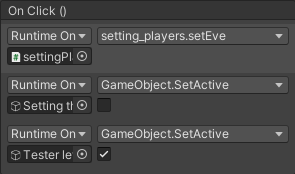 On Click ()
Runtime On setting_players.setEve
settingPl
Runtime On GameObject.SetActive
Setting th
Runtime On GameObject.SetActive
Tester le